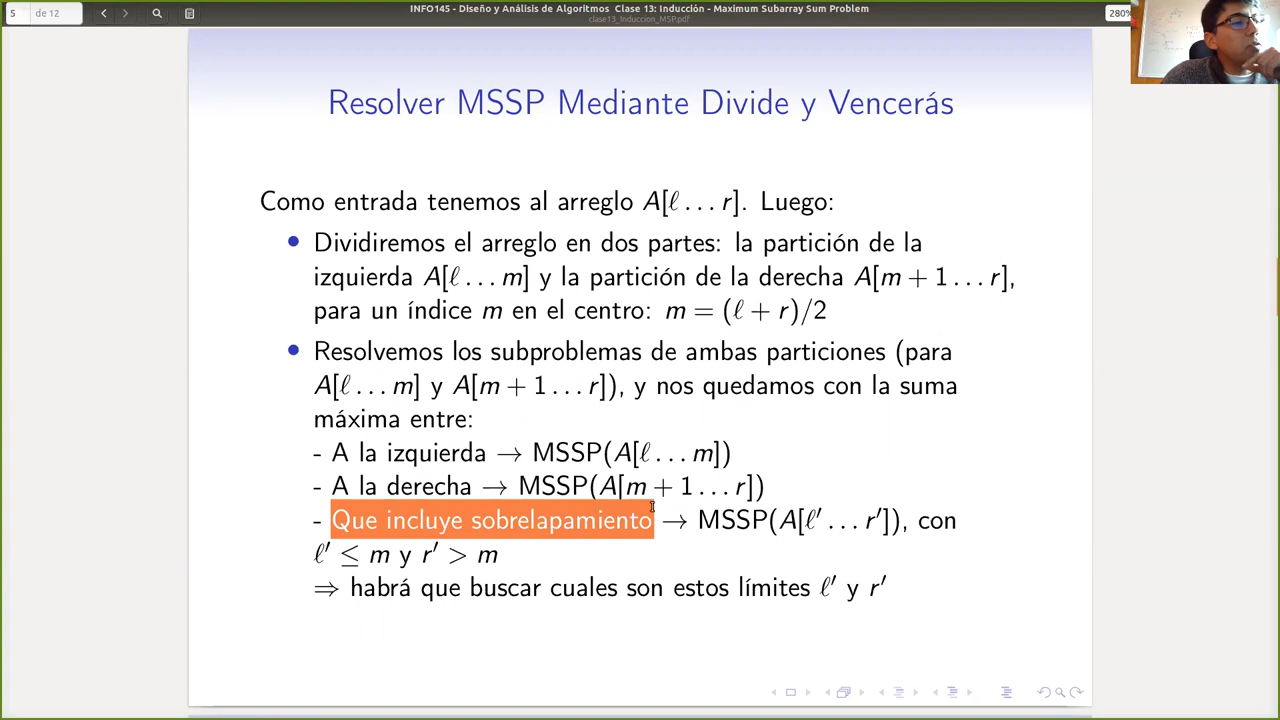 5 de 12
INFO145 - Diseño y Análisis de Algoritmos Clase 13: Inducción - Maximum Subarray Sum Problem
clase13_Induccion_MSP.pdf
280%
Resolver MSSP Mediante Divide y Vencerás
Como entrada tenemos al arreglo A[ℓ . . . r]. Luego:
• Dividiremos el arreglo en dos partes: la partición de la
izquierda A[ℓ . . . m] y la partición de la derecha A[m + 1 . . . r],
para un índice m en el centro: m = (ℓ + r)/2
• Resolvemos los subproblemas de ambas particiones (para
A[ℓ . . . m] y A[m + 1 . . . r]), y nos quedamos con la suma
máxima entre:
- A la izquierda → MSSP(A[ℓ . . . m])
- A la derecha → MSSP(A[m + 1 . . . r])
- Que incluye sobrelapamiento → MSSP(A[ℓ′ . . . r′]), con
ℓ′ ≤ m y r′ > m
⇒ habrá que buscar cuales son estos límites ℓ′ y r′